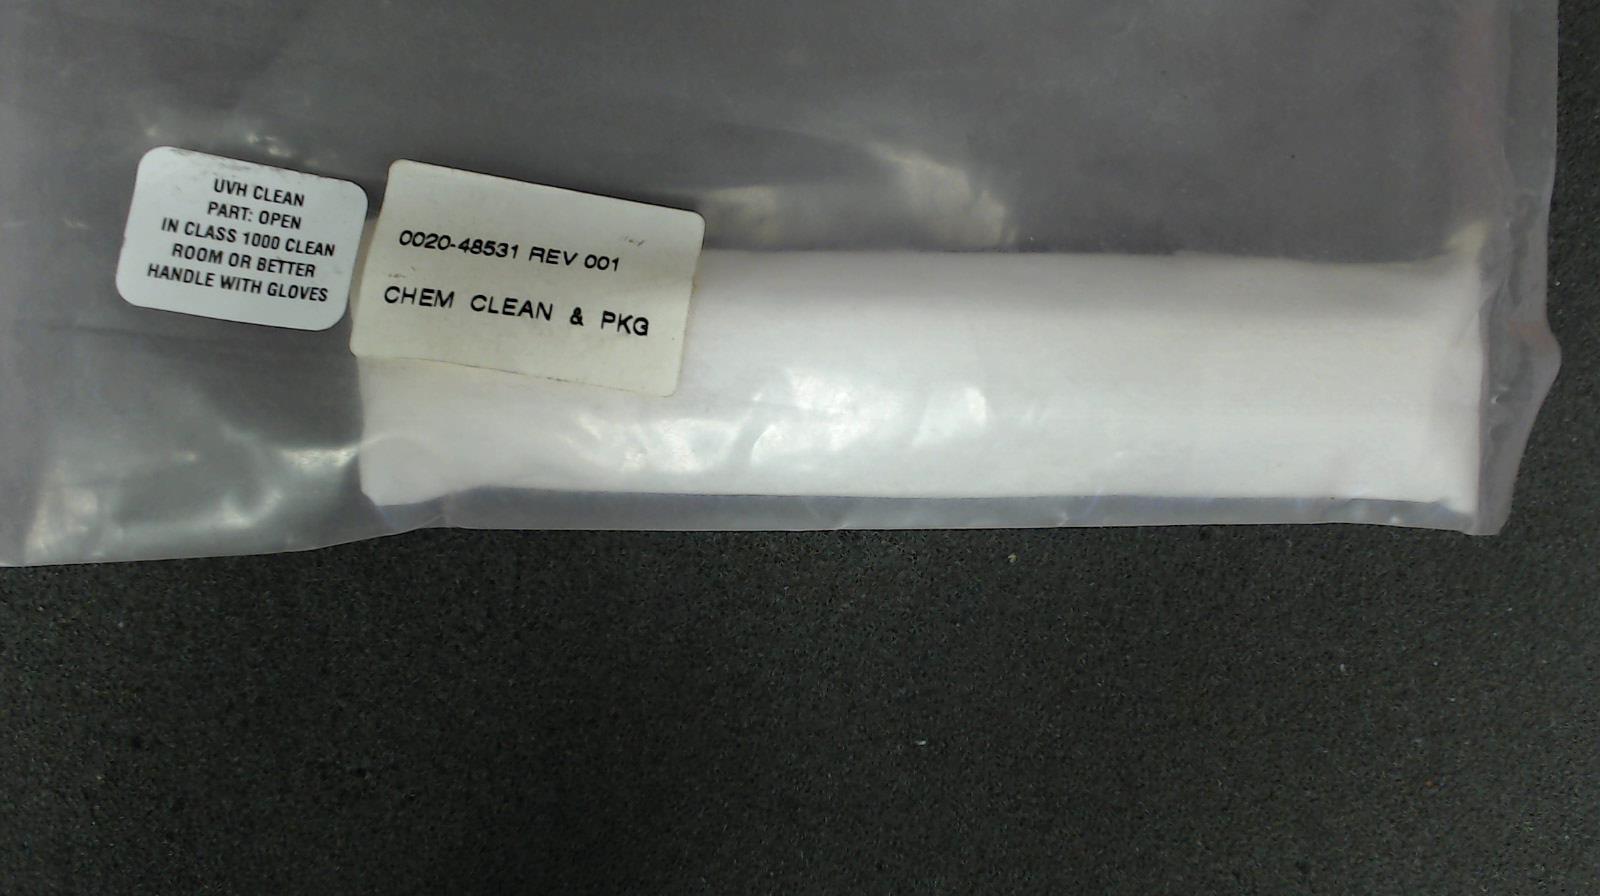 UVH CLEAN
PART: OPEN
IN CLASS 1000 CLEAN
ROOM OR BETTER
HANDLE WITH GLOVES
0020-48531 REV 001
CHEM CLEAN & PKG